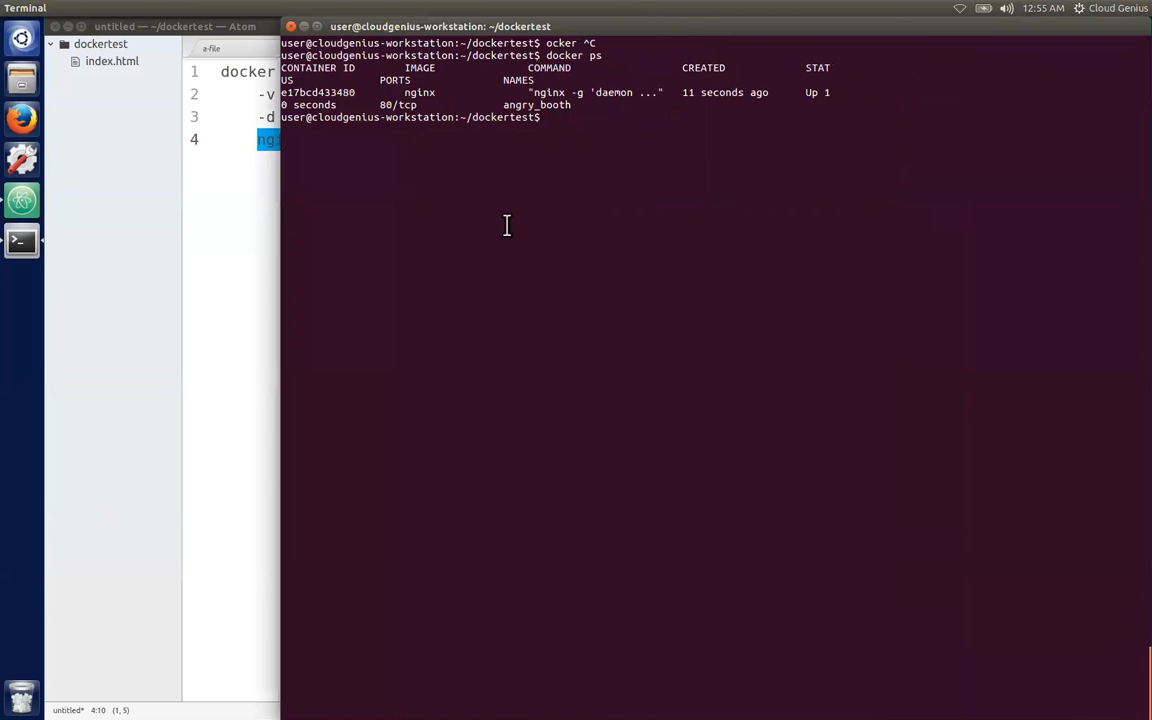 Terminal
12:55 AM Cloud Genius
untitled — ~/dockertest — Atom
user@cloudgenius-workstation: ~/dockertest
dockertest
index.html
a-file
1 docker
2 -v
3 -d
4
user@cloudgenius-workstation:~/dockertest$ ocker ^C
user@cloudgenius-workstation:~/dockertest$ docker ps
CONTAINER ID IMAGE COMMAND CREATED STAT
US PORTS NAMES
e17bcd433480 nginx "nginx -g 'daemon ..." 11 seconds ago Up 1
0 seconds 80/tcp angry_booth
user@cloudgenius-workstation:~/dockertest$
untitled* 4:10 (1, 5)